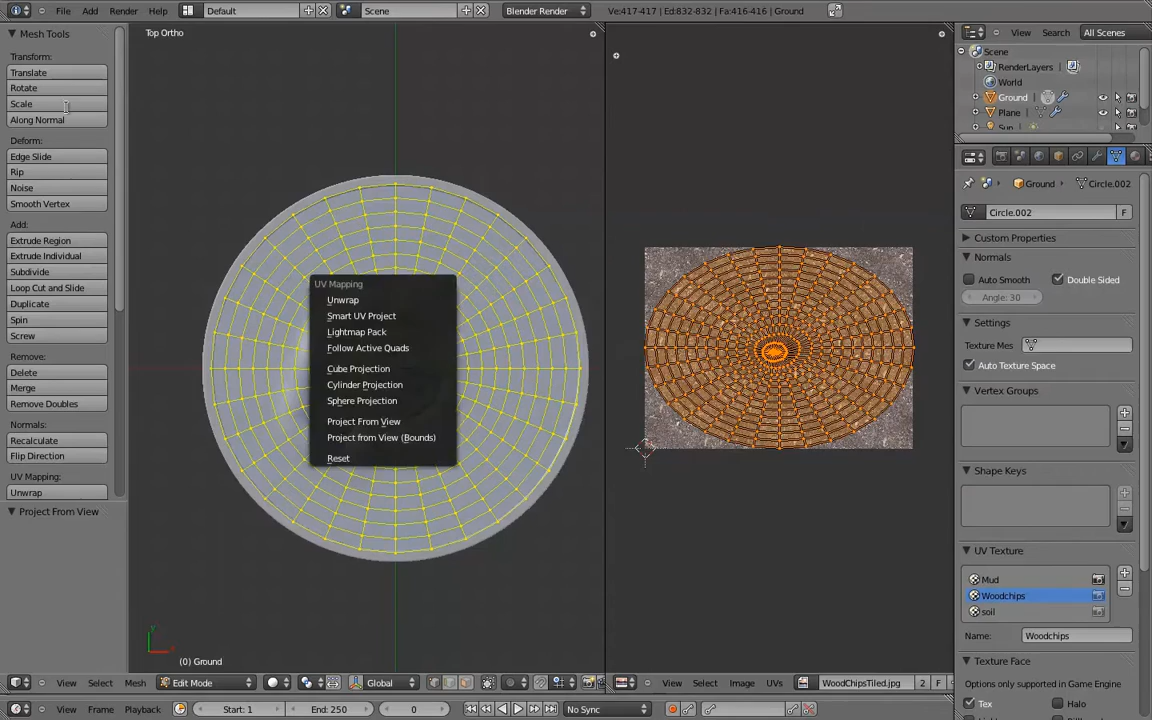 File Add Render Help Default Scene Blender Render Ve:417-417 | Ed:832-832 | Fa:416-416 | Ground
Mesh Tools
Transform:
Translate
Rotate
Scale
Along Normal
Deform:
Edge Slide
Rip
Noise
Smooth Vertex
Add:
Extrude Region
Extrude Individual
Subdivide
Loop Cut and Slide
Duplicate
Spin
Screw
Remove:
Delete
Merge
Remove Doubles
Normals:
Recalculate
Flip Direction
UV Mapping:
Unwrap
Project From View
Top Ortho
UV Mapping
Unwrap
Smart UV Project
Lightmap Pack
Follow Active Quads
Cube Projection
Cylinder Projection
Sphere Projection
Project From View
Project from View (Bounds)
Reset
(0) Ground
View Select Mesh Edit Mode Global
View Select Image UVs WoodChipsTiled.jpg 2 F
View Frame Playback Start: 1 End: 250 0 No Sync
View Search All Scenes
Scene
RenderLayers
World
Ground
Plane
Sun
Ground Circle.002
Circle.002 F
Custom Properties
Normals
Auto Smooth Double Sided
Angle: 30
Settings
Texture Mes
Auto Texture Space
Vertex Groups
Shape Keys
UV Texture
Mud
Woodchips
soil
Name: Woodchips
Texture Face
Options only supported in Game Engine
Tex Halo